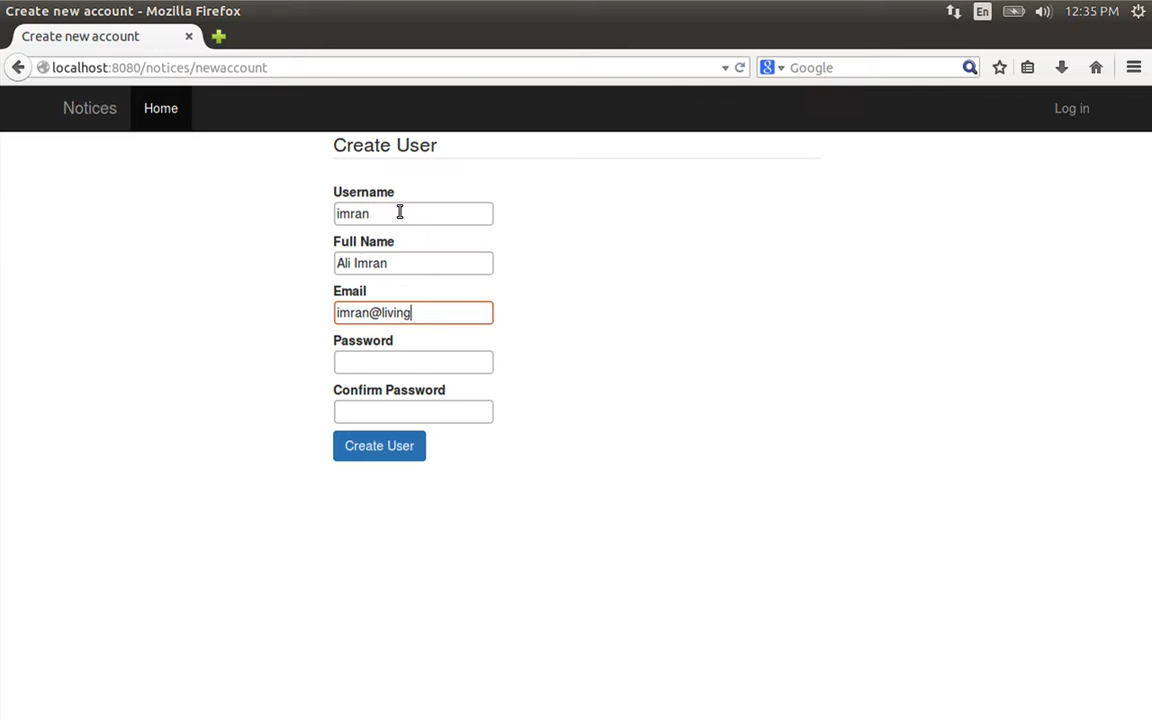 Create new account - Mozilla Firefox
En
12:35 PM
Create new account
localhost:8080/notices/newaccount
Google
Notices
Home
Log in
Create User
Username
imran
Full Name
Ali Imran
Email
imran@living
Password
Confirm Password
Create User